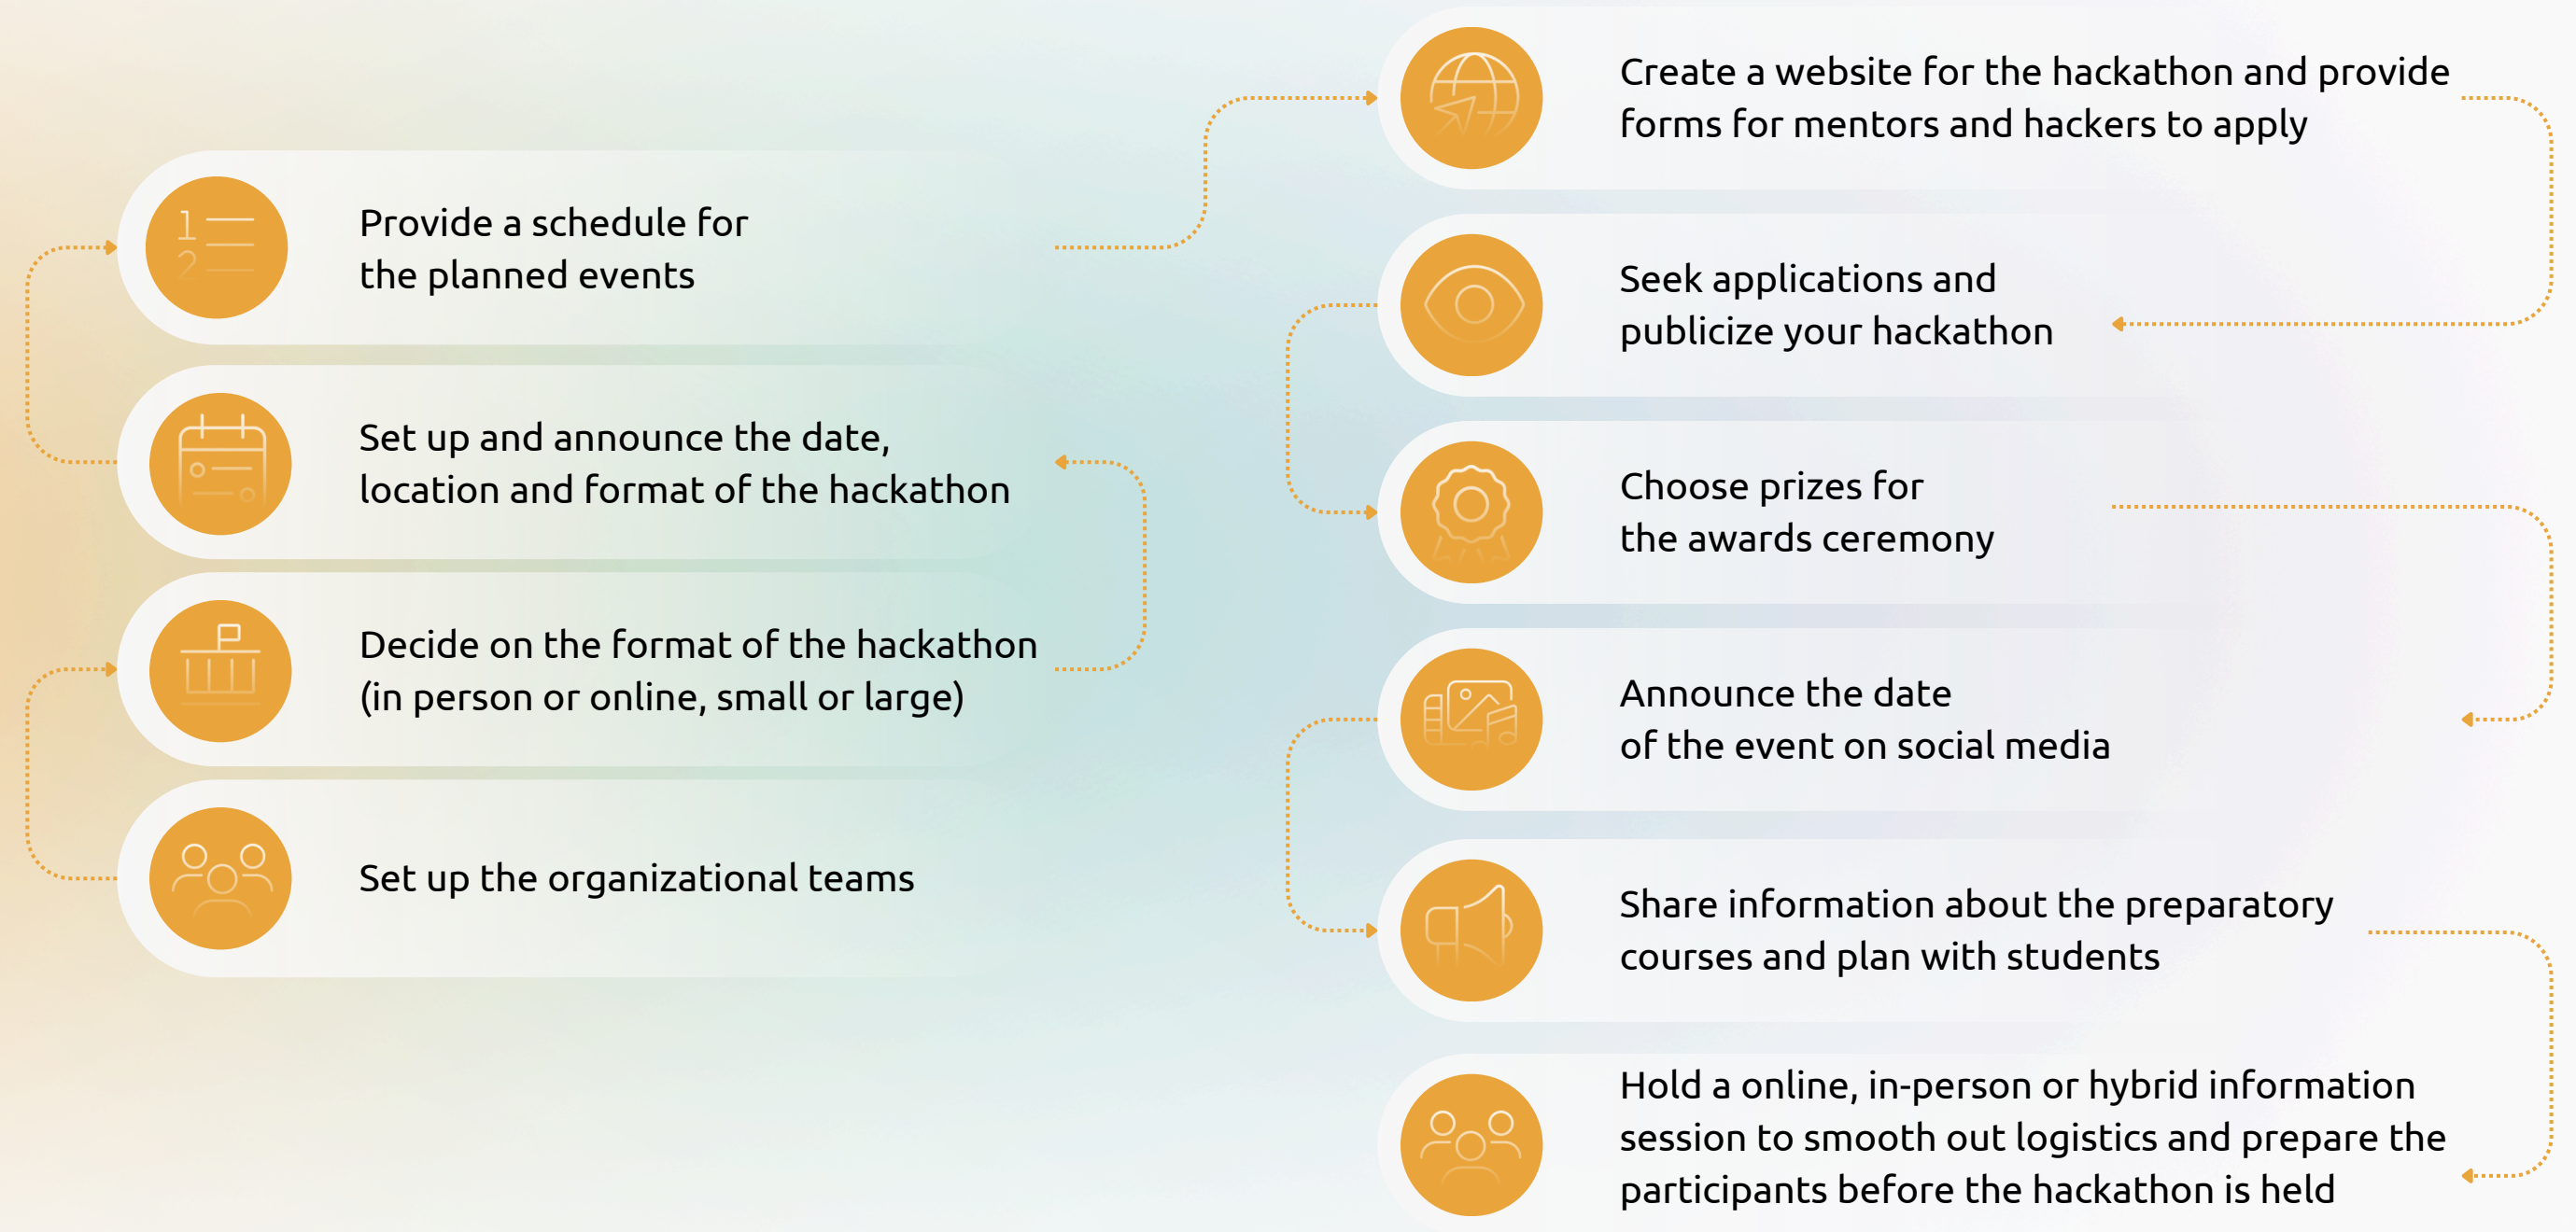 1
2
Provide a schedule for
the planned events
Set up and announce the date,
location and format of the hackathon
Decide on the format of the hackathon
(in person or online, small or large)
Set up the organizational teams
Create a website for the hackathon and provide
forms for mentors and hackers to apply
Seek applications and
publicize your hackathon
Choose prizes for
the awards ceremony
Announce the date
of the event on social media
Share information about the preparatory
courses and plan with students
Hold a online, in-person or hybrid information
session to smooth out logistics and prepare the
participants before the hackathon is held